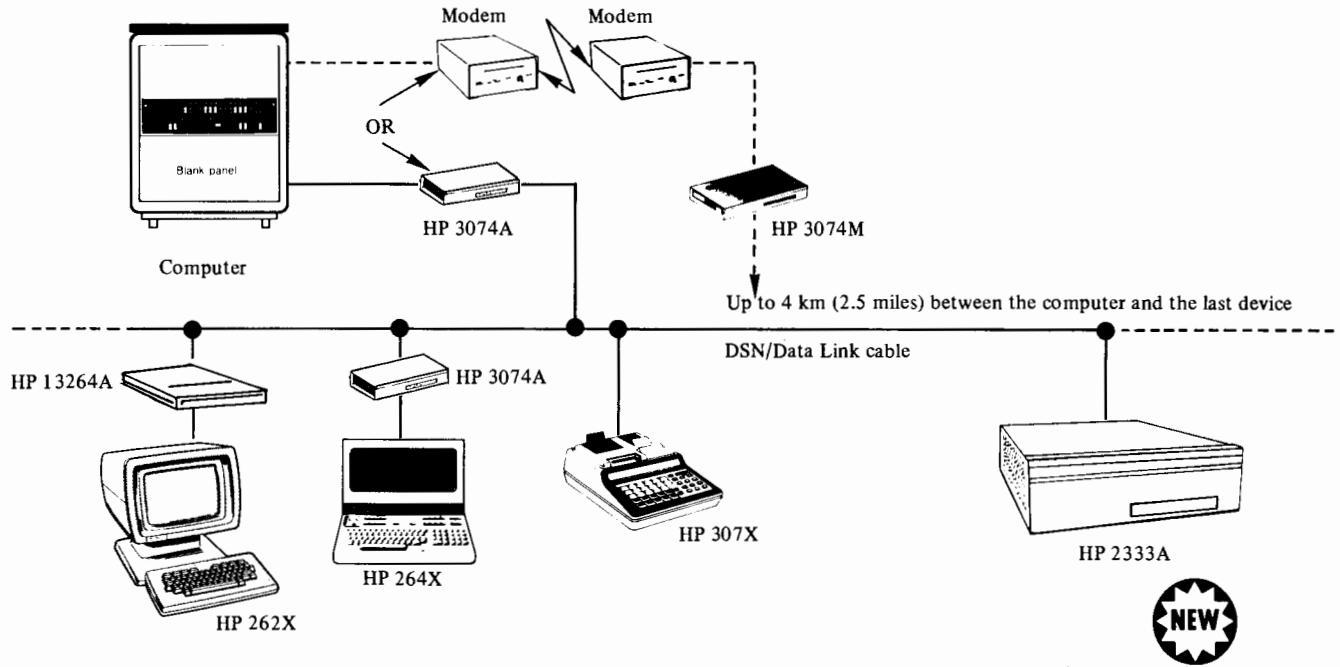 Modem
Modem
OR
Blank panel
HP 3074A
HP 3074M
Computer
Up to 4 km (2.5 miles) between the computer and the last device
DSN/Data Link cable
HP 13264A
HP 3074A
HP 307X
HP 264X
HP 2333A
HP 262X
NEW